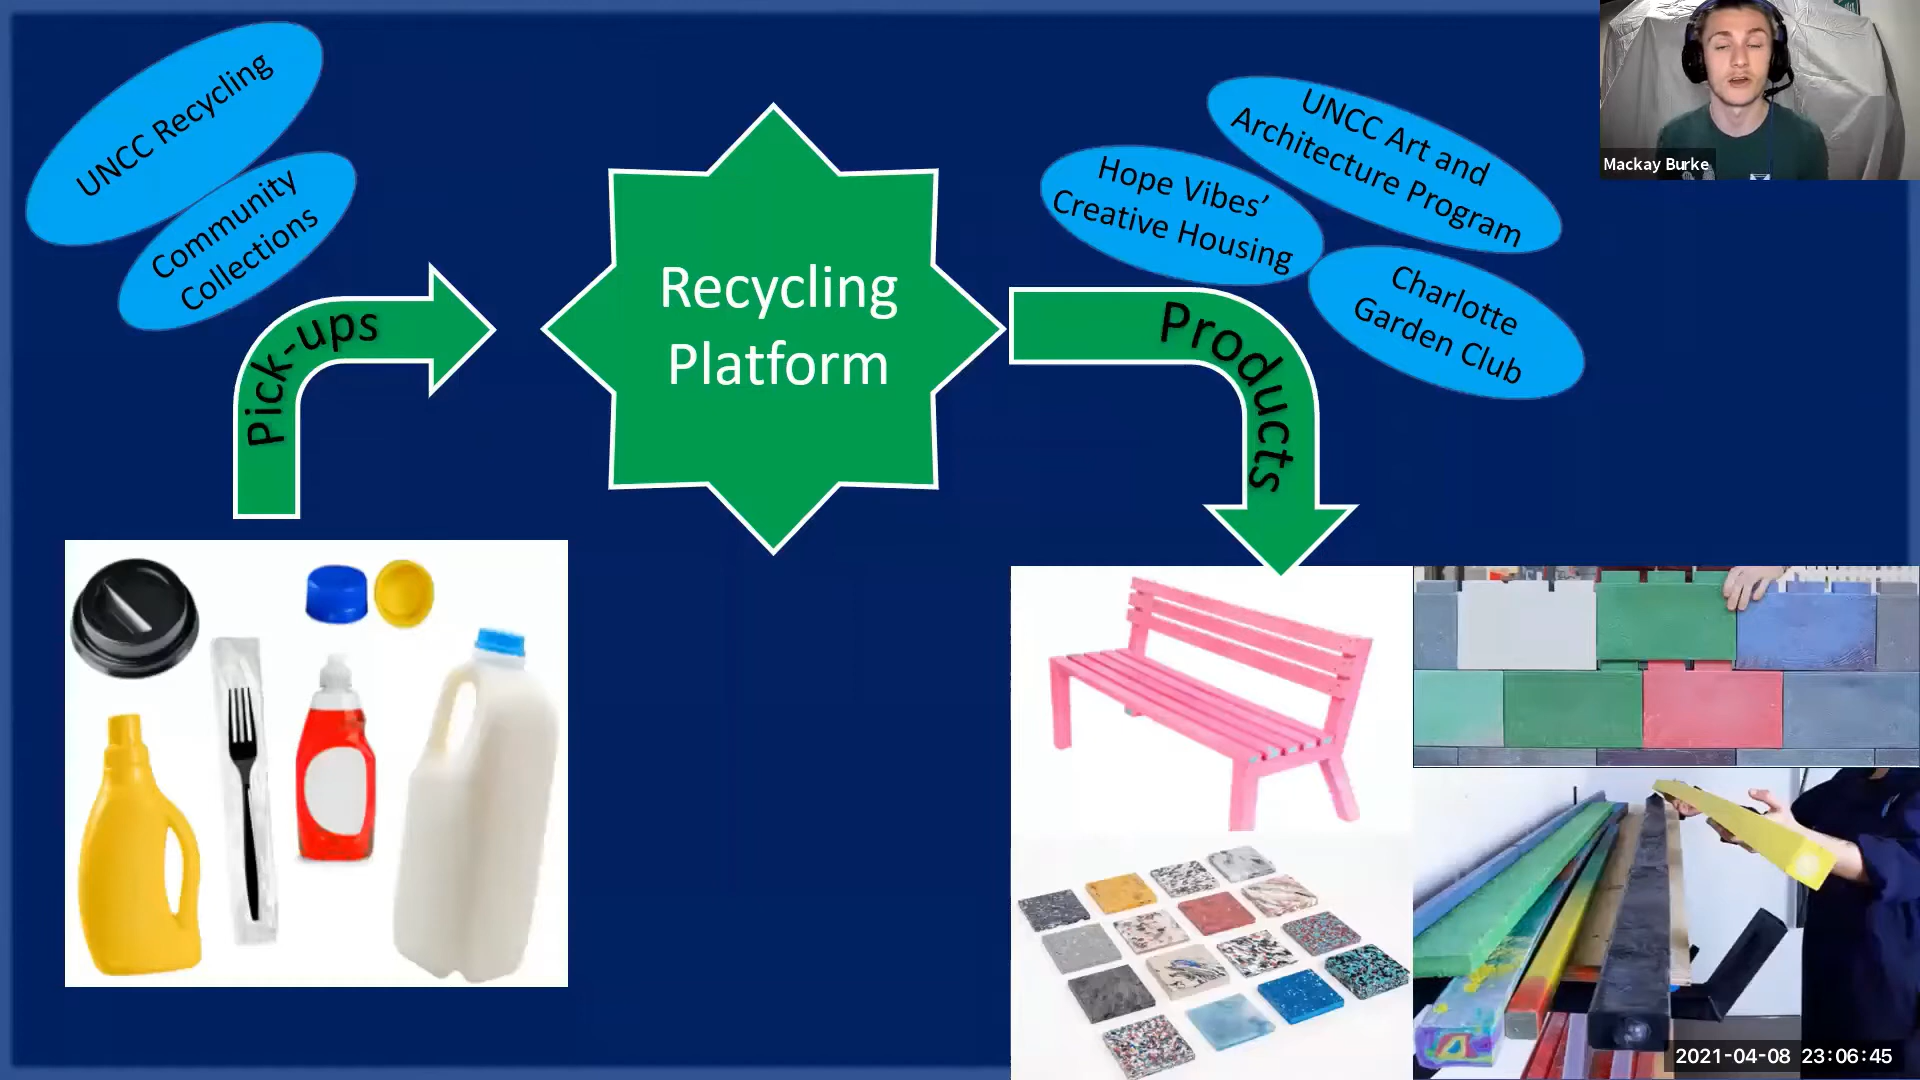 UNCC Recycling
Community
Collections
Pick-ups
Recycling
Platform
Products
Hope Vibes’
Creative Housing
UNCC Art and
Architecture Program
Charlotte
Garden Club
Mackay Burke
2021-04-08 23:06:45